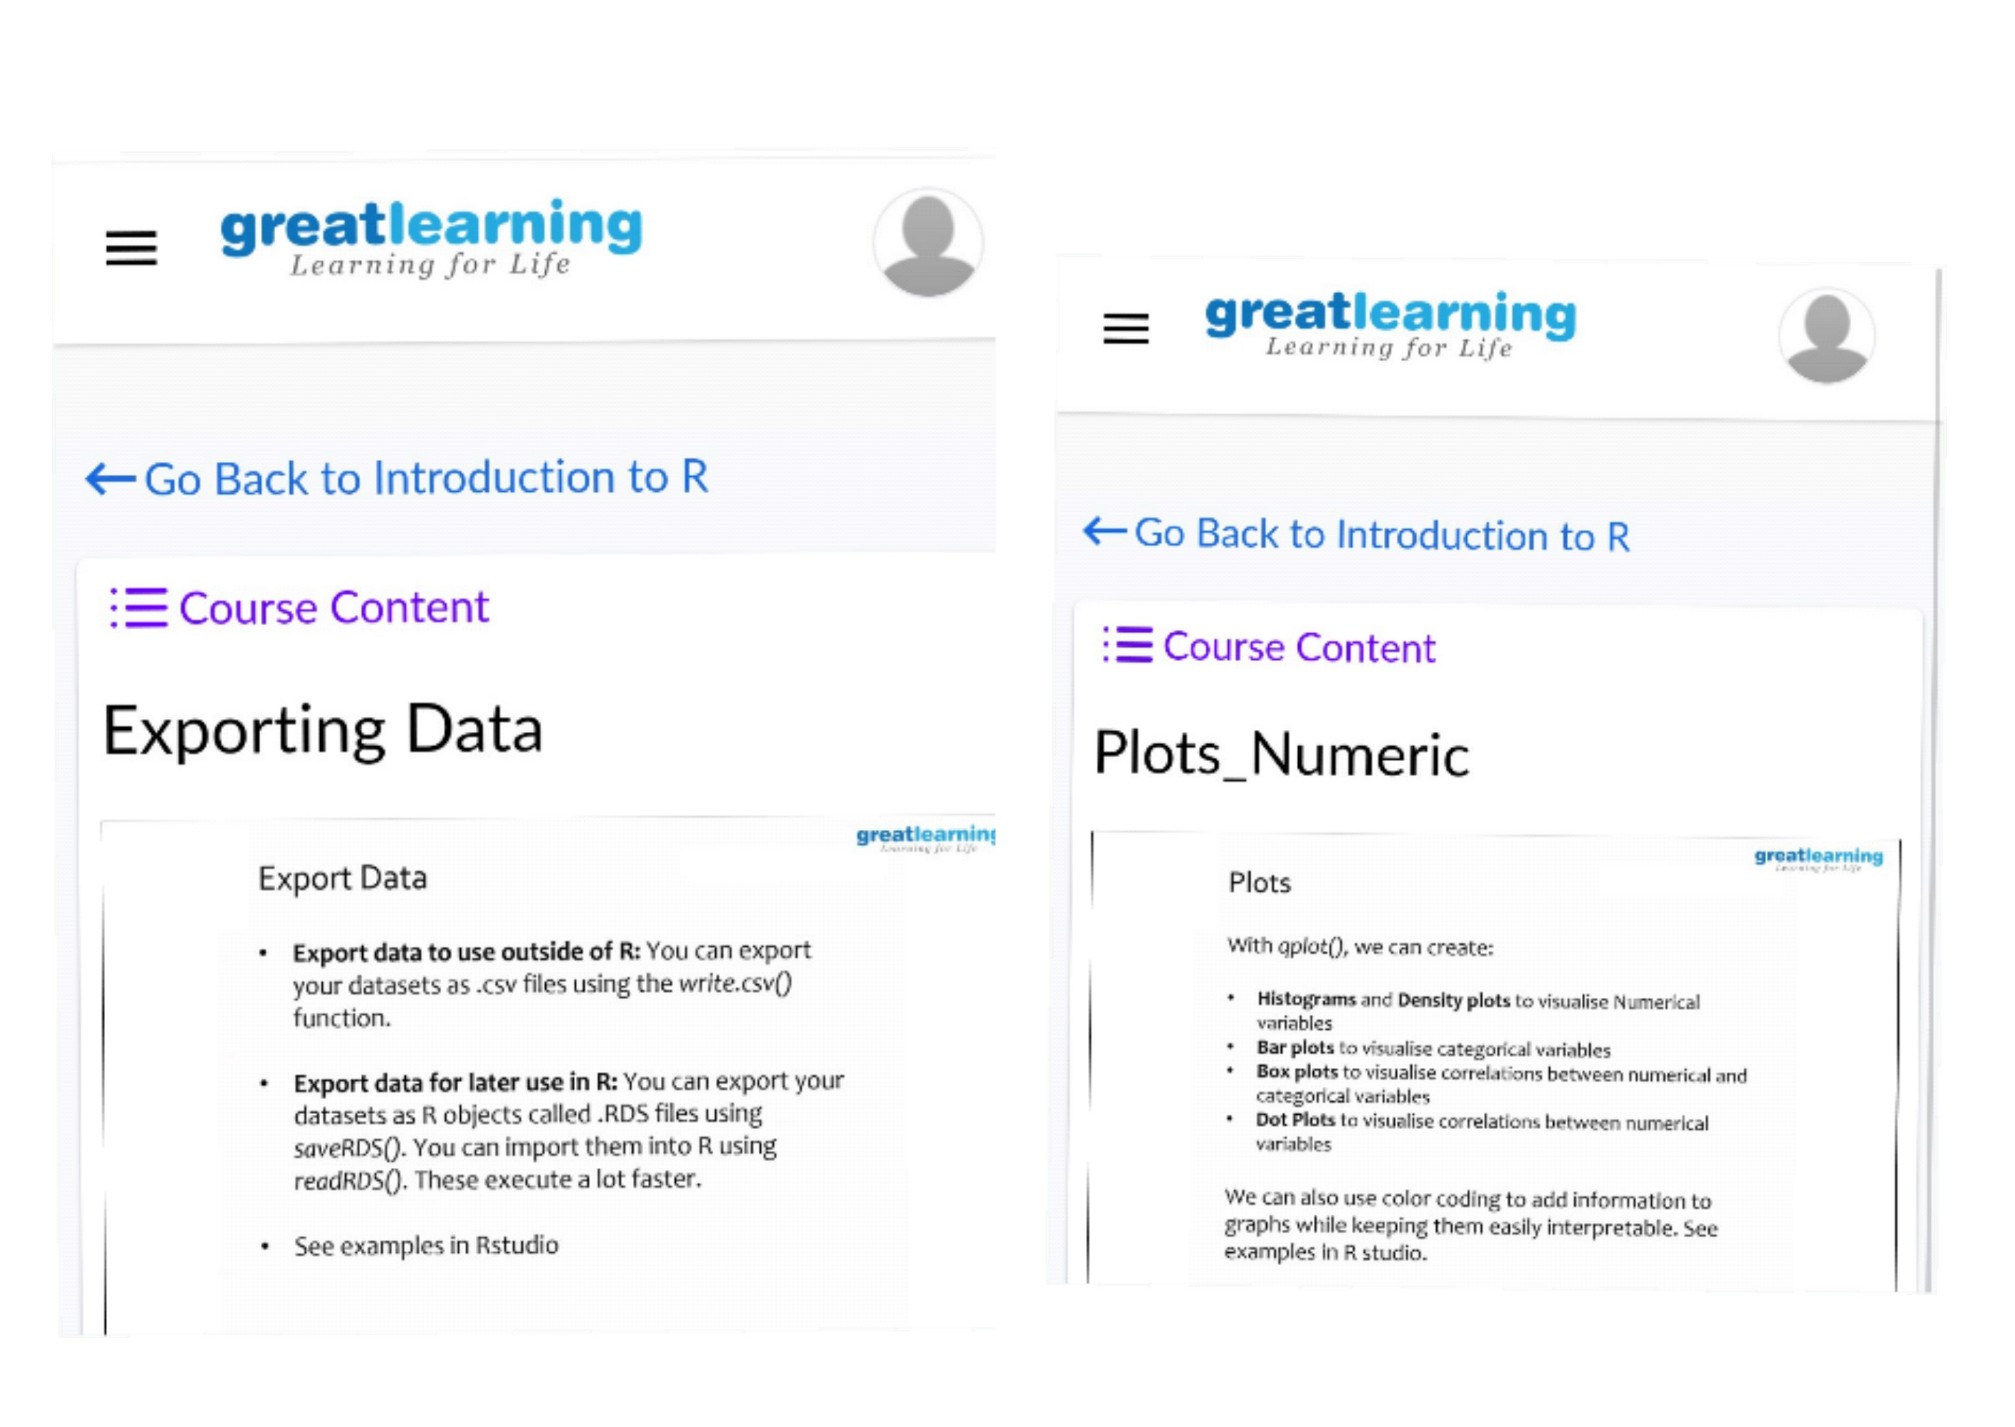 greatlearning
Learning for Life
Go Back to Introduction to R
Course Content
Exporting Data
greatlearning
Learning for Life
Export Data
• Export data to use outside of R: You can export
your datasets as .csv files using the write.csv()
function.
• Export data for later use in R: You can export your
datasets as R objects called .RDS files using
saveRDS(). You can import them into R using
readRDS(). These execute a lot faster.
• See examples in Rstudio
greatlearning
Learning for Life
Go Back to Introduction to R
Course Content
Plots_Numeric
greatlearning
Learning for Life
Plots
With qplot(), we can create:
• Histograms and Density plots to visualise Numerical
variables
• Bar plots to visualise categorical variables
• Box plots to visualise correlations between numerical and
categorical variables
• Dot Plots to visualise correlations between numerical
variables
We can also use color coding to add information to
graphs while keeping them easily interpretable. See
examples in R studio.